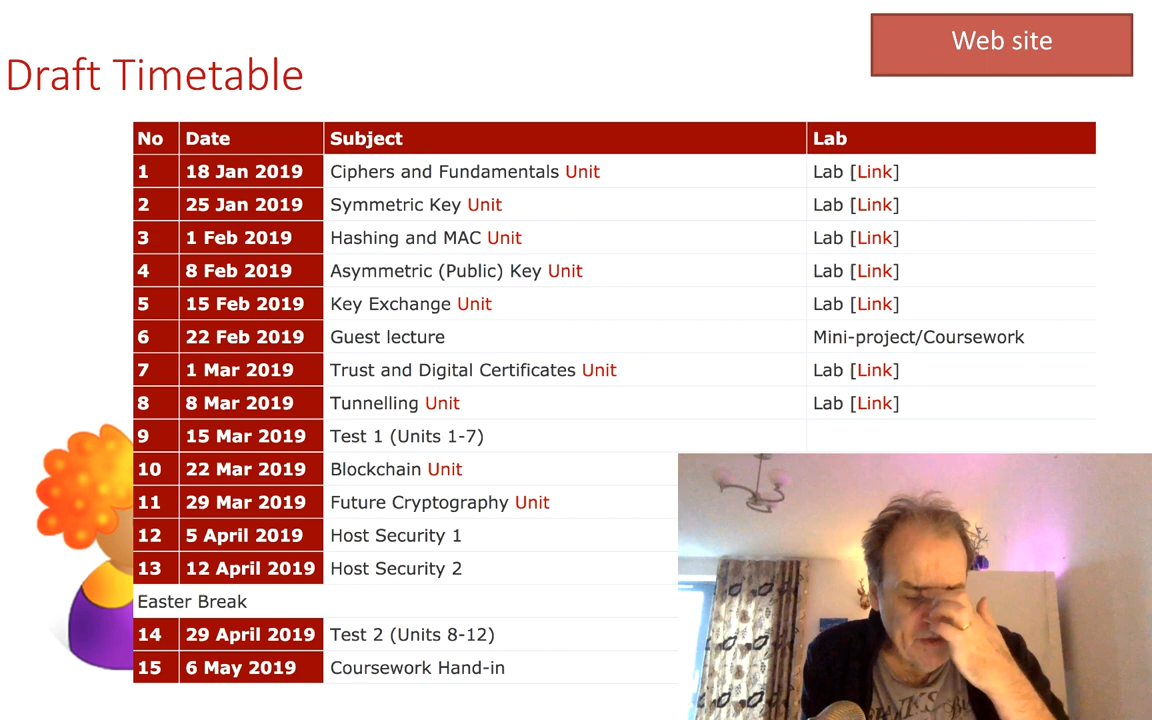 Web site
Draft Timetable
No Date Subject Lab
1 18 Jan 2019 Ciphers and Fundamentals Unit Lab [Link]
2 25 Jan 2019 Symmetric Key Unit Lab [Link]
3 1 Feb 2019 Hashing and MAC Unit Lab [Link]
4 8 Feb 2019 Asymmetric (Public) Key Unit Lab [Link]
5 15 Feb 2019 Key Exchange Unit Lab [Link]
6 22 Feb 2019 Guest lecture Mini-project/Coursework
7 1 Mar 2019 Trust and Digital Certificates Unit Lab [Link]
8 8 Mar 2019 Tunnelling Unit Lab [Link]
9 15 Mar 2019 Test 1 (Units 1-7)
10 22 Mar 2019 Blockchain Unit
11 29 Mar 2019 Future Cryptography Unit
12 5 April 2019 Host Security 1
13 12 April 2019 Host Security 2
Easter Break
14 29 April 2019 Test 2 (Units 8-12)
15 6 May 2019 Coursework Hand-in